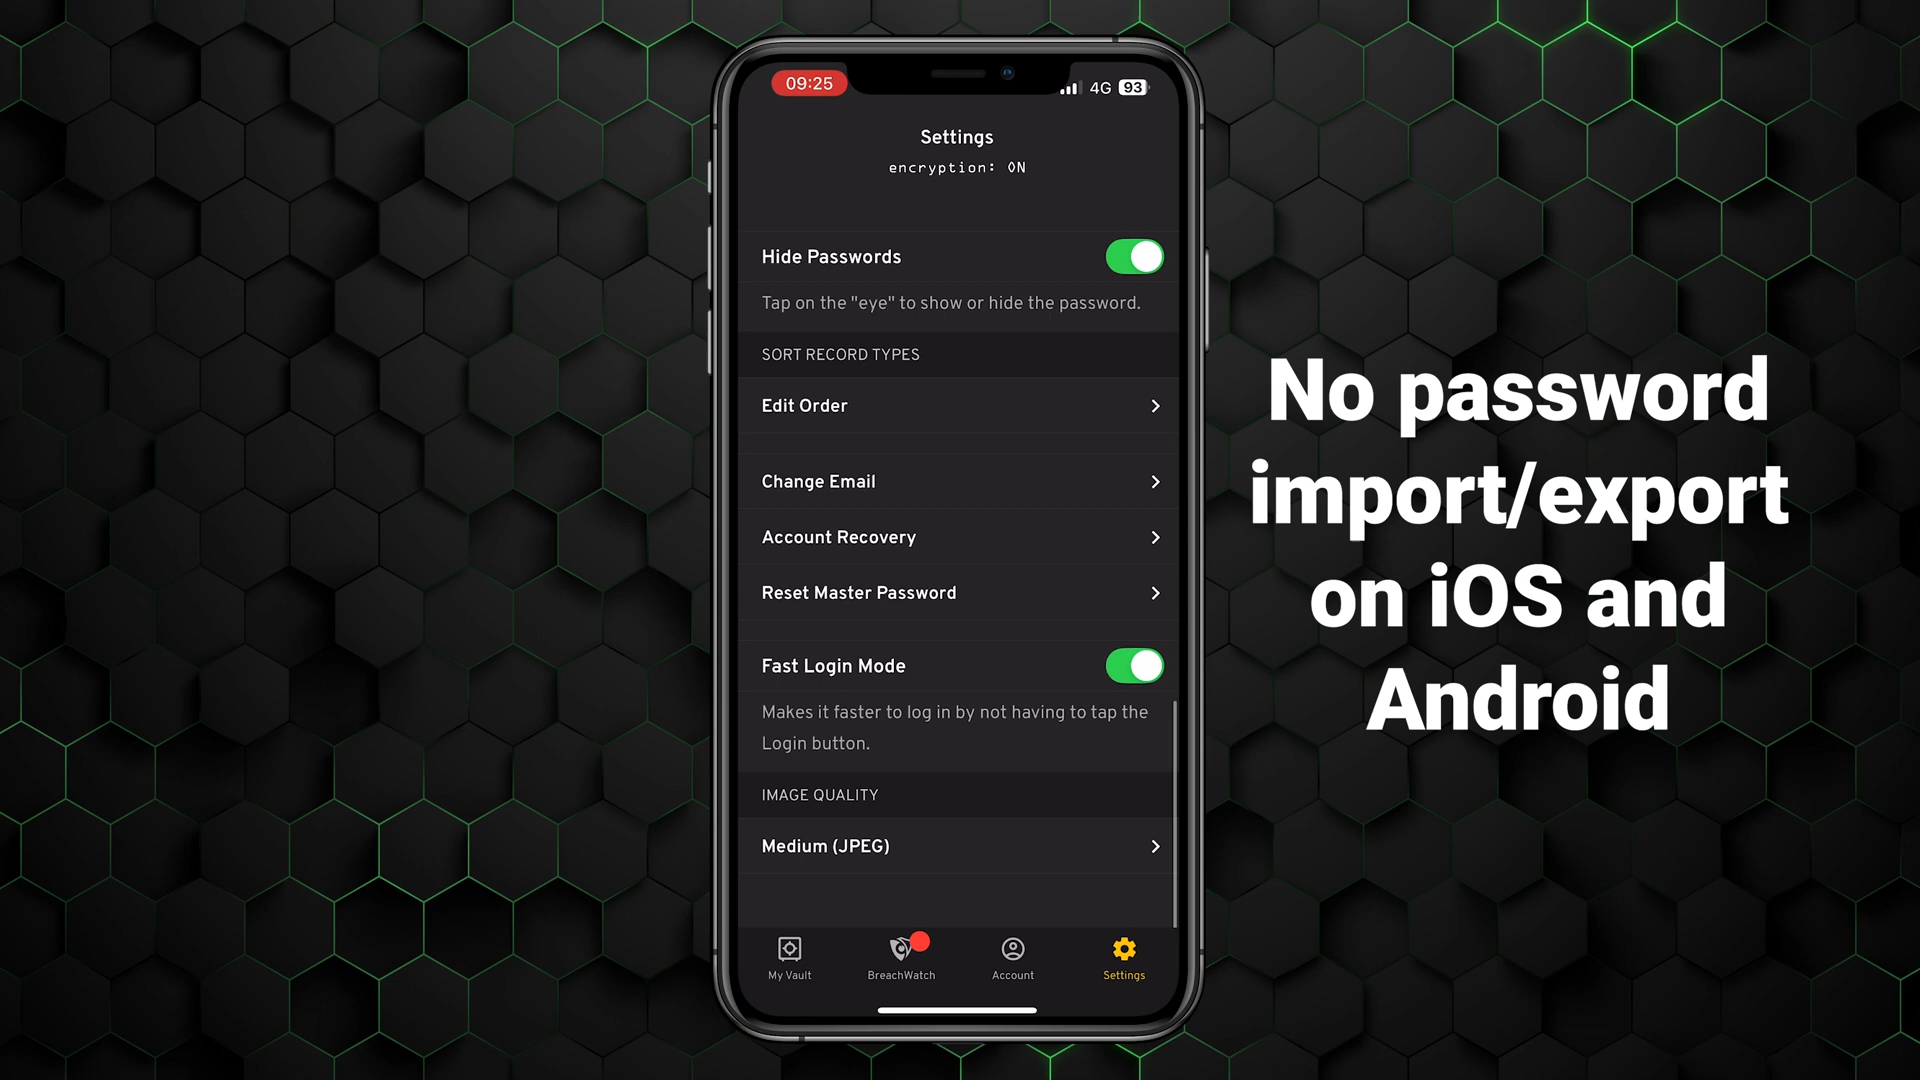 09:25
4G 93
Settings
encryption: ON
Hide Passwords
Tap on the "eye" to show or hide the password.
SORT RECORD TYPES
Edit Order
Change Email
Account Recovery
Reset Master Password
Fast Login Mode
Makes it faster to log in by not having to tap the
Login button.
IMAGE QUALITY
Medium (JPEG)
My Vault
BreachWatch
Account
Settings
No password
import/export
on iOS and
Android